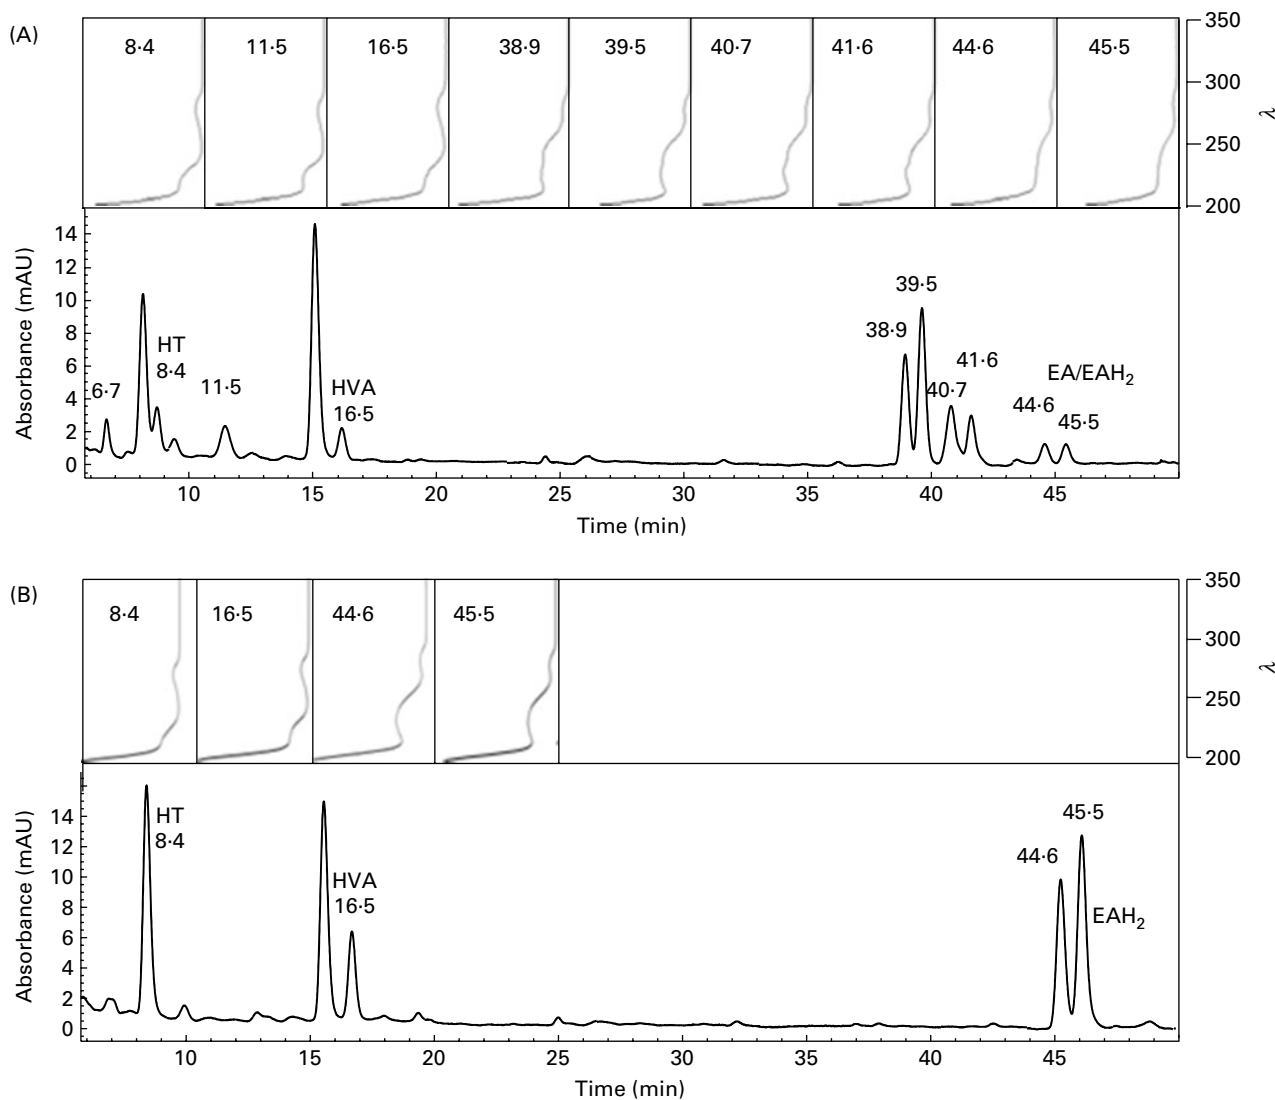 (A)
8·4 11·5 16·5 38·9 39·5 40·7 41·6 44·6 45·5
350
300
250
200
λ
Absorbance (mAU)
14
12
10
8
6
4
2
0
6·7
HT
8·4
11·5
HVA
16·5
38·9
39·5
40·7
41·6
44·6
EA/EAH₂
45·5
10 15 20 25 30 35 40 45
Time (min)
(B)
8·4 16·5 44·6 45·5
350
300
250
200
λ
Absorbance (mAU)
14
12
10
8
6
4
2
0
HT
8·4
HVA
16·5
44·6
45·5
EAH₂
10 15 20 25 30 35 40 45
Time (min)